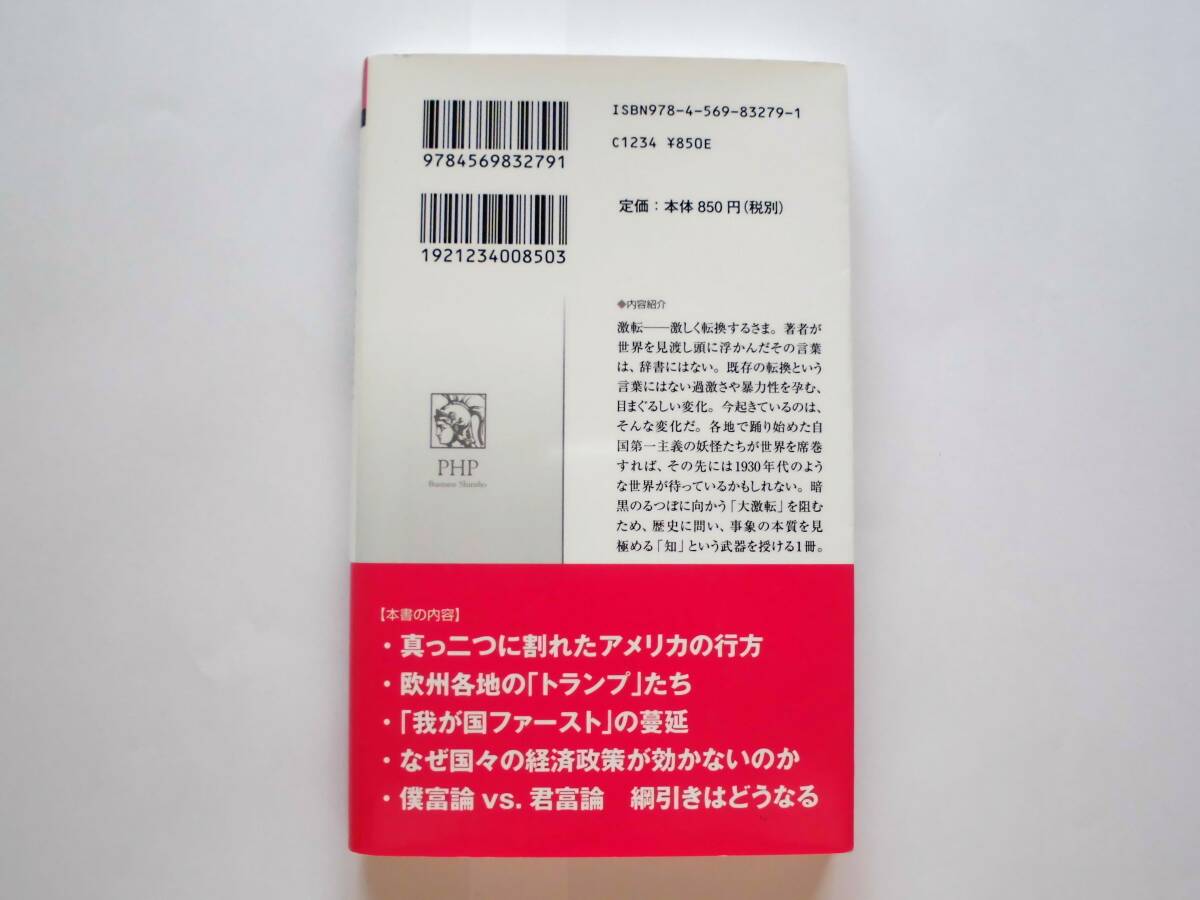 ISBN978-4-569-83279-1
C1234 ¥850E
9784569832791
定価：本体 850円（税別）
1921234008503
◆内容紹介
激転――激しく転換するさま。著者が
世界を見渡し頭に浮かんだその言葉
は、辞書にはない。既存の転換という
言葉にはない過激さや暴力性を孕む、
目まぐるしい変化。今起きているのは、
そんな変化だ。各地で踊り始めた自
国第一主義の妖怪たちが世界を席巻
すれば、その先には1930年代のよう
な世界が待っているかもしれない。暗
黒のるつぼに向かう「大激転」を阻む
ため、歴史に問い、事象の本質を見
極める「知」という武器を授ける1冊。
PHP
Business Shinsho
【本書の内容】
・真っ二つに割れたアメリカの行方
・欧州各地の「トランプ」たち
・「我が国ファースト」の蔓延
・なぜ国々の経済政策が効かないのか
・僕富論 vs. 君富論　綱引きはどうなる